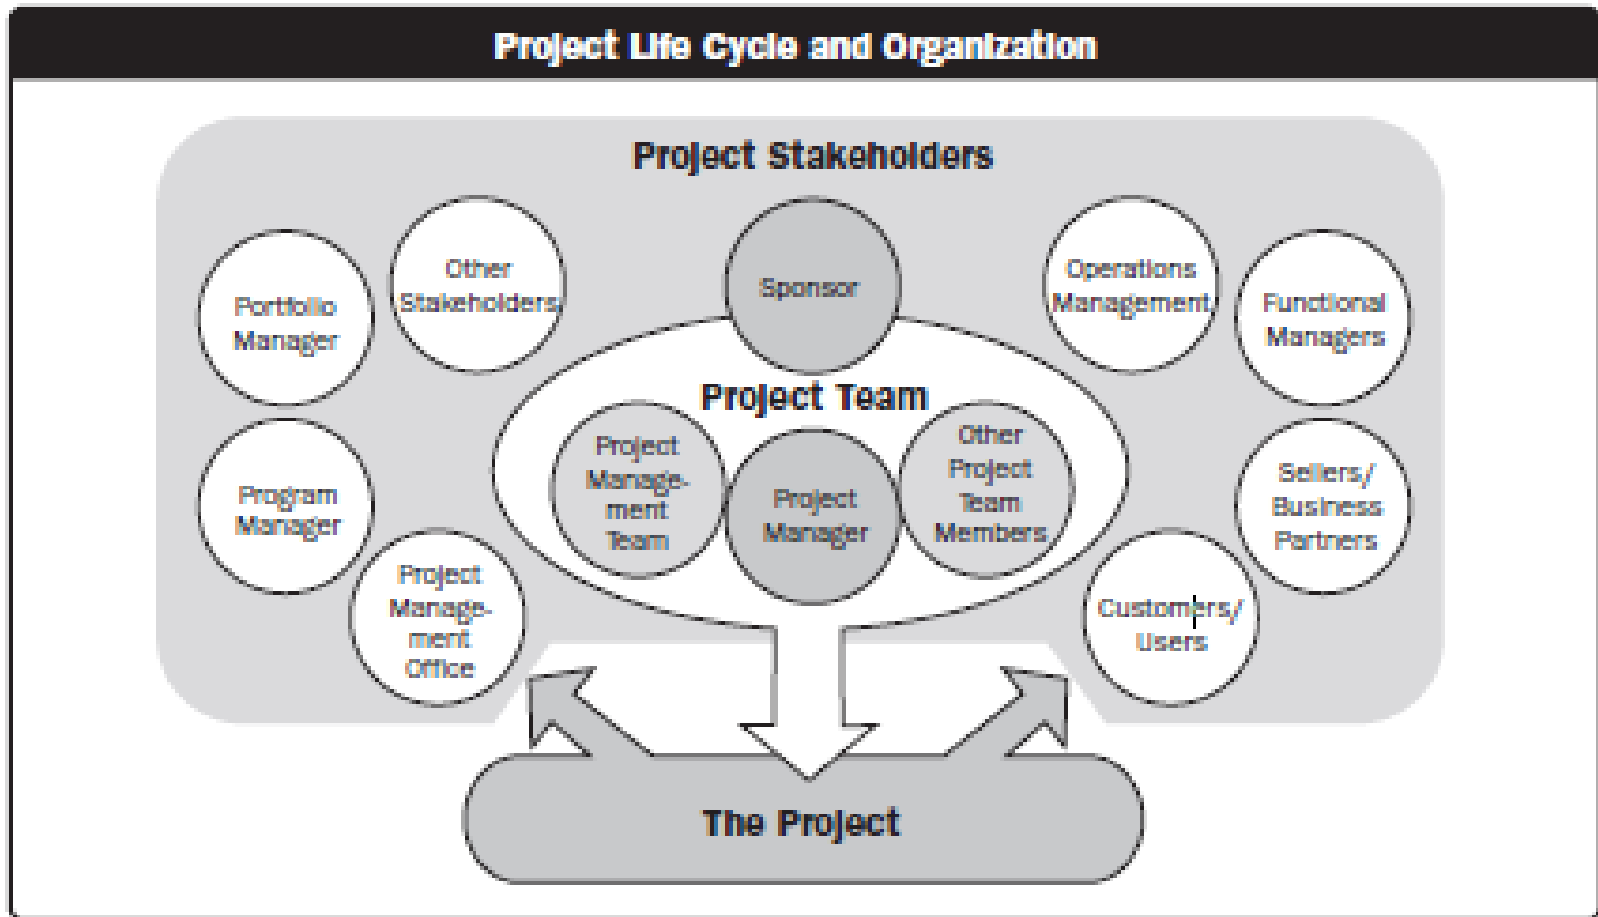 Project Life Cycle and Organization
Project Stakeholders
Portfolio
Manager
Other
Stakeholders
Sponsor
Operations
Management
Functional
Managers
Project Team
Project
Manage-
ment
Team
Project
Manager
Other
Project
Team
Members
Program
Manager
Sellers/
Business
Partners
Project
Manage-
ment
Office
Customers/
Users
The Project